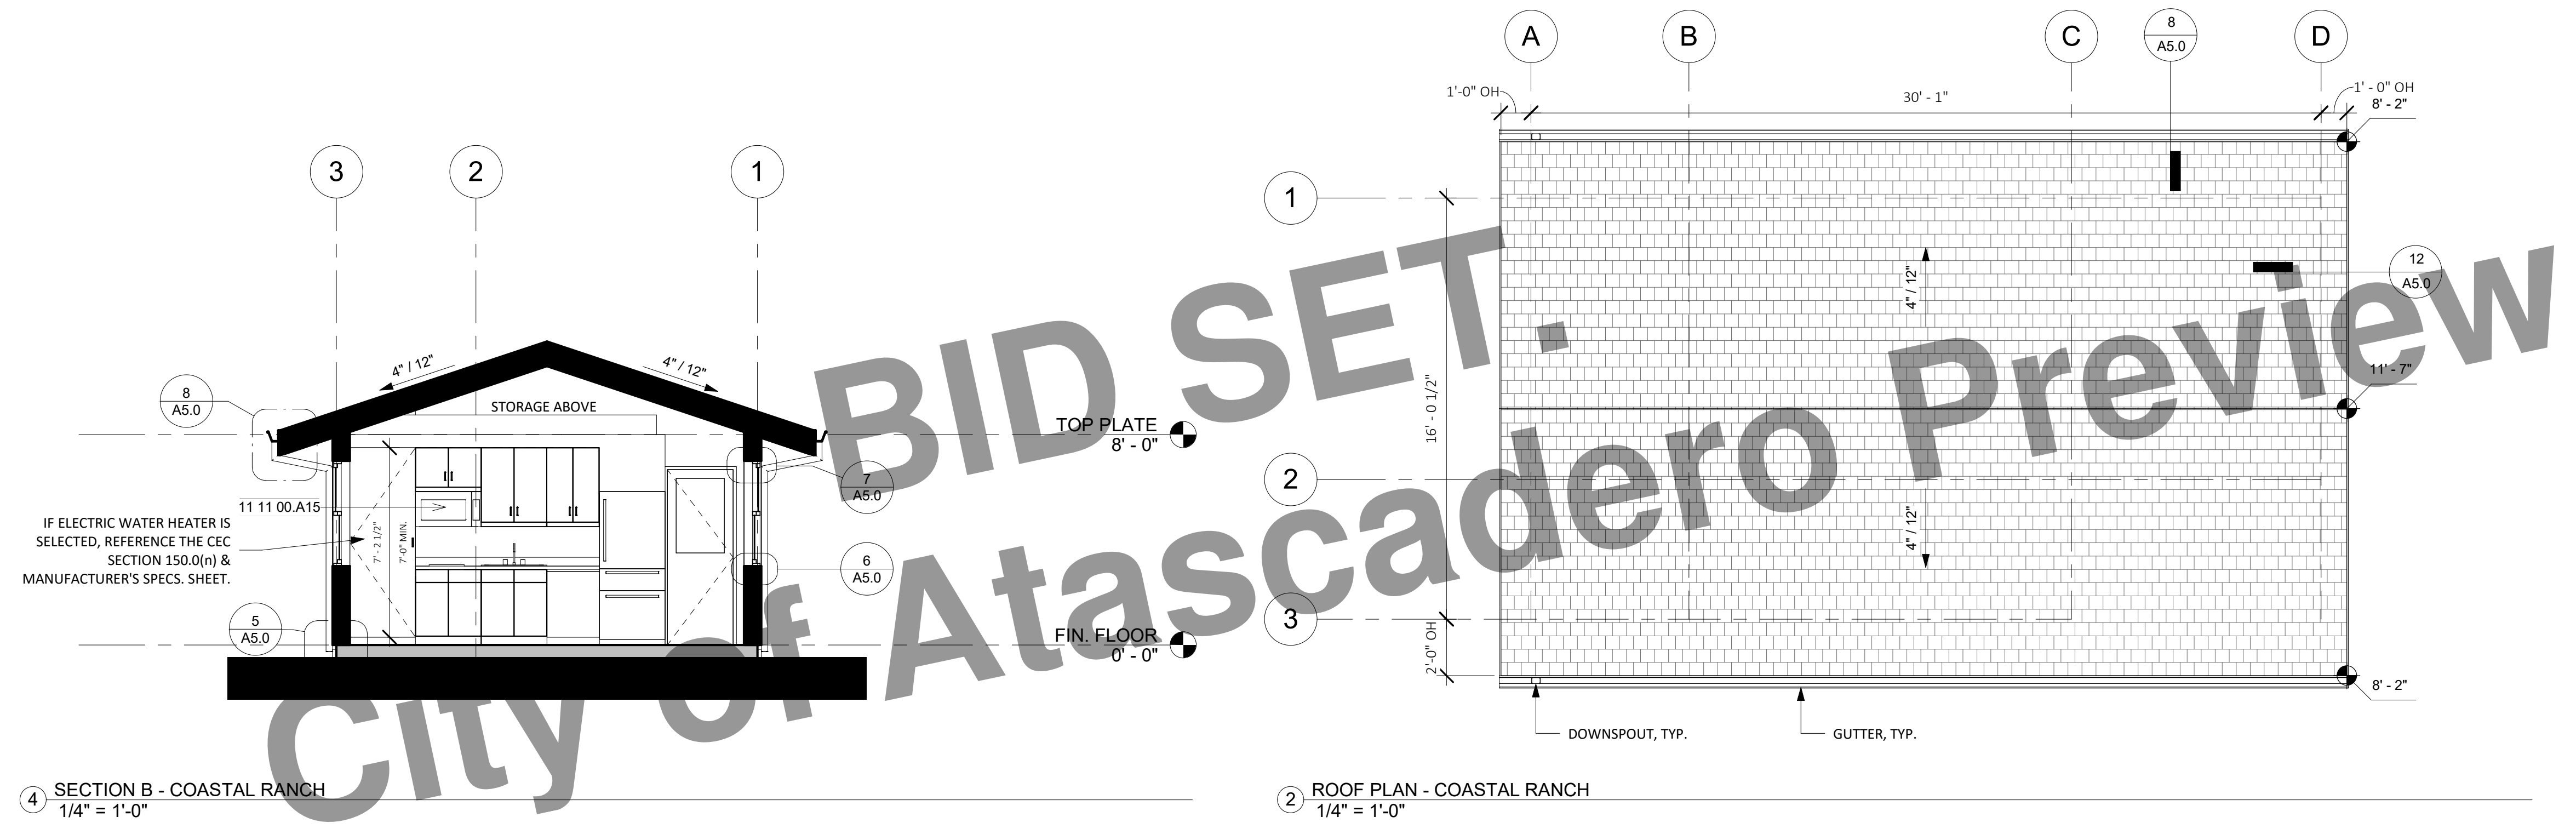 3
2
1
4" / 12"
4" / 12"
8
A5.0
STORAGE ABOVE
TOP PLATE
8' - 0"
7
A5.0
11 11 00.A15
IF ELECTRIC WATER HEATER IS
SELECTED, REFERENCE THE CEC
SECTION 150.0(n) &
MANUFACTURER'S SPECS. SHEET.
7' - 2 1/2"
7'-0" MIN.
6
A5.0
5
A5.0
FIN. FLOOR
0' - 0"
4
SECTION B - COASTAL RANCH
1/4" = 1'-0"
A
B
C
8
A5.0
D
1'-0" OH
30' - 1"
1' - 0" OH
8' - 2"
1
12
A5.0
4" / 12"
11' - 7"
16' - 0 1/2"
2
4" / 12"
3
2'-0" OH
8' - 2"
DOWNSPOUT, TYP.
GUTTER, TYP.
2
ROOF PLAN - COASTAL RANCH
1/4" = 1'-0"
BID SET.
City of Atascadero Preview